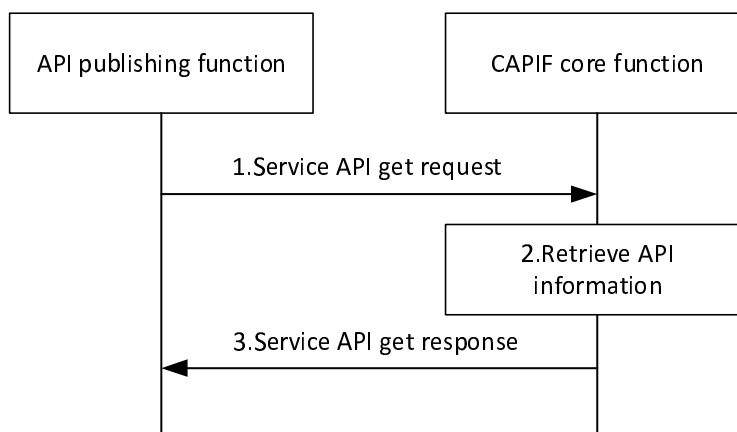 API publishing function
CAPIF core function
1.Service API get request
2.Retrieve API
information
3.Service API get response